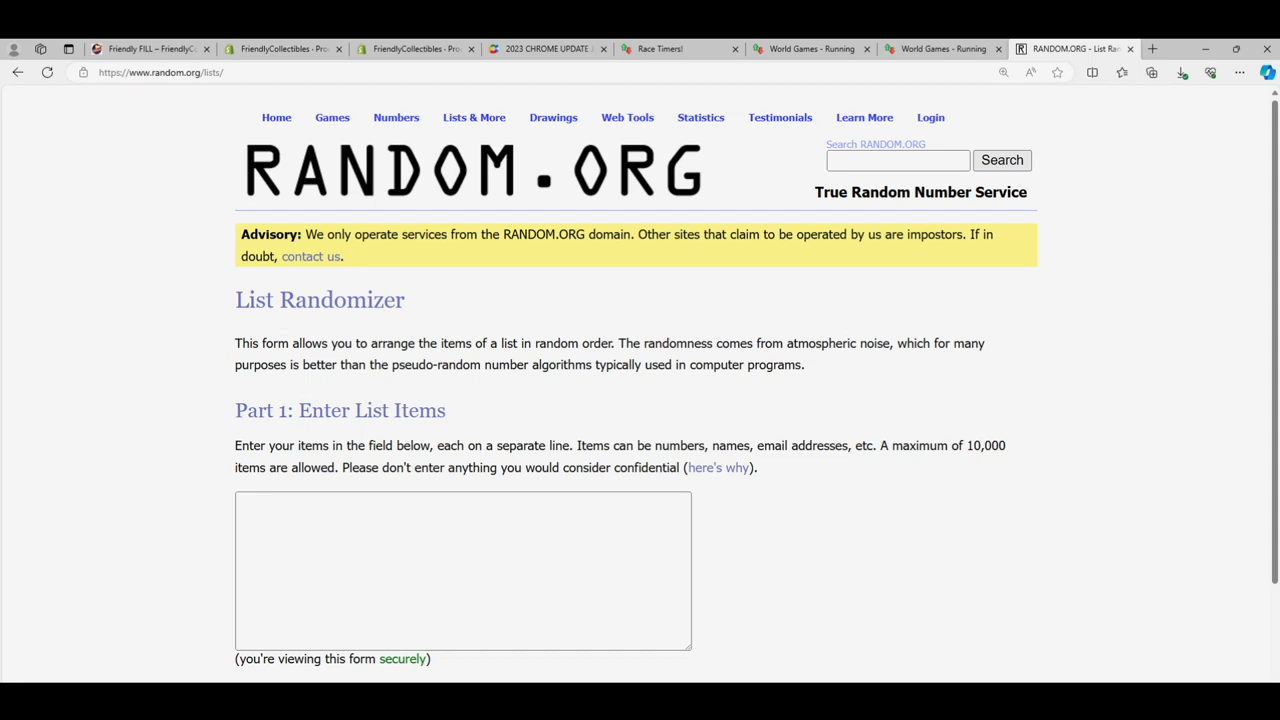 Friendly FILL – FriendlyCo
FriendlyCollectibles - Pro
FriendlyCollectibles - Pro
2023 CHROME UPDATE
Race Timers!
World Games - Running
World Games - Running
RANDOM.ORG - List Ran
https://www.random.org/lists/
Home Games Numbers Lists & More Drawings Web Tools Statistics Testimonials Learn More Login
RANDOM.ORG
Search RANDOM.ORG
Search
True Random Number Service
Advisory: We only operate services from the RANDOM.ORG domain. Other sites that claim to be operated by us are impostors. If in
doubt, contact us.
List Randomizer
This form allows you to arrange the items of a list in random order. The randomness comes from atmospheric noise, which for many
purposes is better than the pseudo-random number algorithms typically used in computer programs.
Part 1: Enter List Items
Enter your items in the field below, each on a separate line. Items can be numbers, names, email addresses, etc. A maximum of 10,000
items are allowed. Please don't enter anything you would consider confidential (here's why).
(you're viewing this form securely)